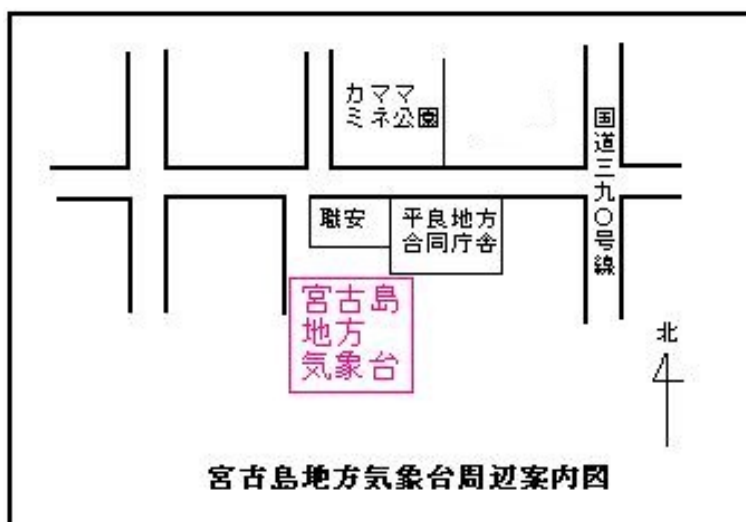 カママ
ミネ公園
国道三九〇号線
職安
平良地方
合同庁舎
宮古島
地方
気象台
北
宮古島地方気象台周辺案内図